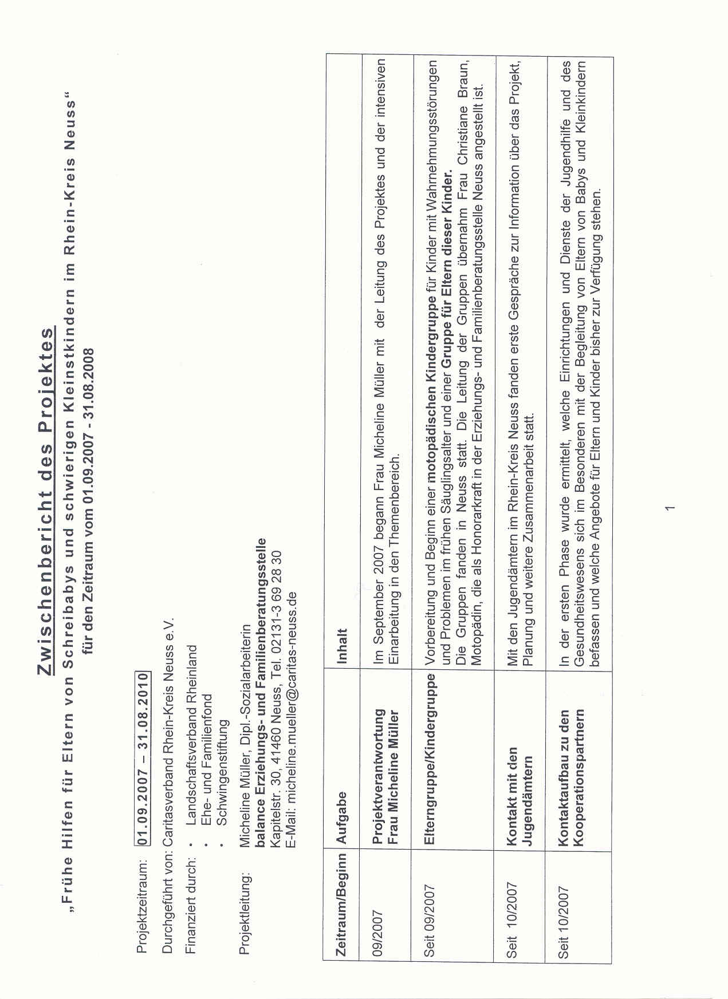 Zwischenbericht des Projektes
„Frühe Hilfen für Eltern von Schreibabys und schwierigen Kleinstkindern im Rhein-Kreis Neuss“
für den Zeitraum vom 01.09.2007 - 31.08.2008
Projektzeitraum: 01.09.2007 – 31.08.2010
Durchgeführt von: Caritasverband Rhein-Kreis Neuss e.V.
Finanziert durch: • Landschaftsverband Rheinland
• Ehe- und Familienfond
• Schwingenstiftung
Projektleitung: Micheline Müller, Dipl.-Sozialarbeiterin
balance Erziehungs- und Familienberatungsstelle
Kapitelstr. 30, 41460 Neuss, Tel. 02131-3 69 28 30
E-Mail: micheline.mueller@caritas-neuss.de
Zeitraum/Beginn Aufgabe Inhalt
09/2007
Projektverantwortung
Frau Micheline Müller
Im September 2007 begann Frau Micheline Müller mit der Leitung des Projektes und der intensiven
Einarbeitung in den Themenbereich.
Seit 09/2007
Elterngruppe/Kindergruppe
Vorbereitung und Beginn einer motopädischen Kindergruppe für Kinder mit Wahrnehmungsstörungen
und Problemen im frühen Säuglingsalter und einer Gruppe für Eltern dieser Kinder.
Die Gruppen fanden in Neuss statt. Die Leitung der Gruppen übernahm Frau Christiane Braun,
Motopädin, die als Honorarkraft in der Erziehungs- und Familienberatungsstelle Neuss angestellt ist.
Seit 10/2007
Kontakt mit den
Jugendämtern
Mit den Jugendämtern im Rhein-Kreis Neuss fanden erste Gespräche zur Information über das Projekt,
Planung und weitere Zusammenarbeit statt.
Seit 10/2007
Kontaktaufbau zu den
Kooperationspartnern
In der ersten Phase wurde ermittelt, welche Einrichtungen und Dienste der Jugendhilfe und des
Gesundheitswesens sich im Besonderen mit der Begleitung von Eltern von Babys und Kleinkindern
befassen und welche Angebote für Eltern und Kinder bisher zur Verfügung stehen.
1